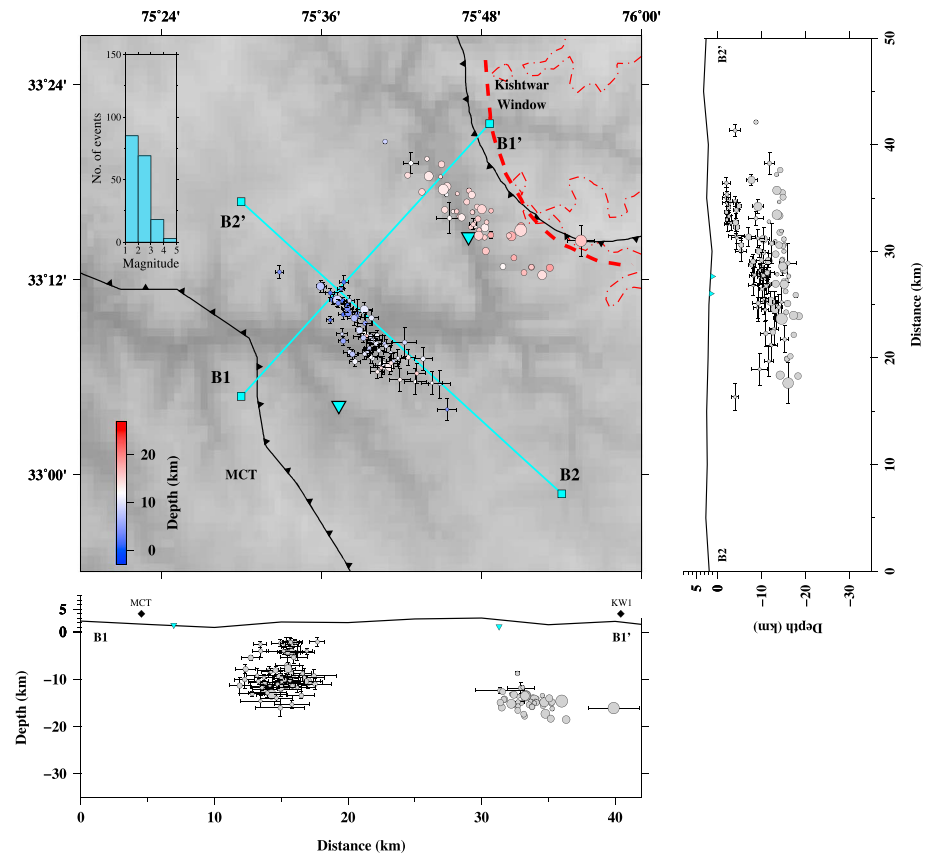 75˚24' 75˚36' 75˚48' 76˚00'
33˚24'
33˚12'
33˚00'
150
100
50
0
No. of events
1 2 3 4 5
Magnitude
Kishtwar
Window
B1'
B2'
B1
B2
MCT
20
10
0
Depth (km)
B2'
B2
50
40
30
20
10
0
Distance (km)
5 0 −10 −20 −30
Depth (km)
MCT
KW1
B1
B1'
5
0
−10
−20
−30
Depth (km)
0 10 20 30 40
Distance (km)